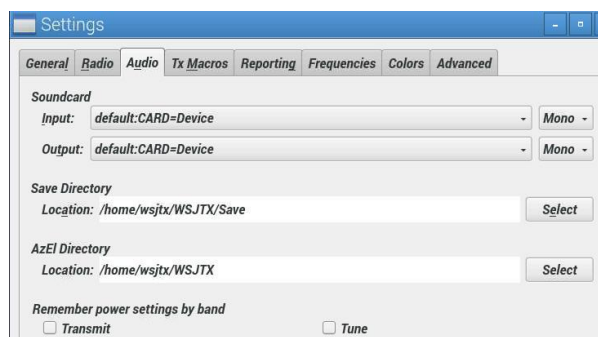 Settings
General Radio Audio Tx Macros Reporting Frequencies Colors Advanced
Soundcard
Input: default:CARD=Device Mono
Output: default:CARD=Device Mono
Save Directory
Location: /home/wsjtx/WSJTX/Save Select
AzEl Directory
Location: /home/wsjtx/WSJTX Select
Remember power settings by band
Transmit Tune